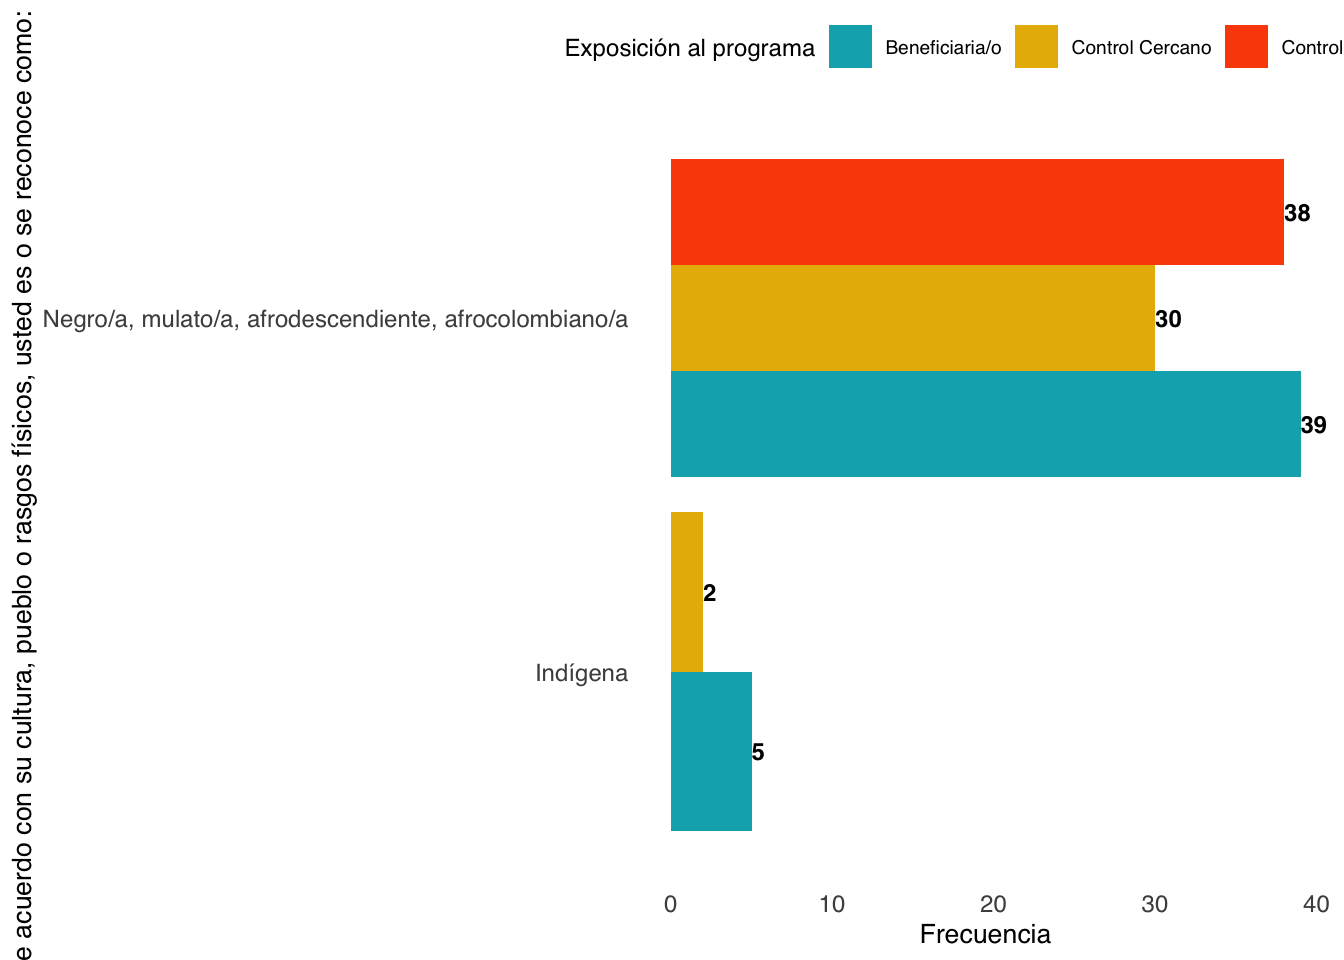 Exposición al programa Beneficiaria/o Control Cercano Control
e acuerdo con su cultura, pueblo o rasgos físicos, usted es o se reconoce como:
38
Negro/a, mulato/a, afrodescendiente, afrocolombiano/a 30
39
2
Indígena
5
0 10 20 30 40
Frecuencia